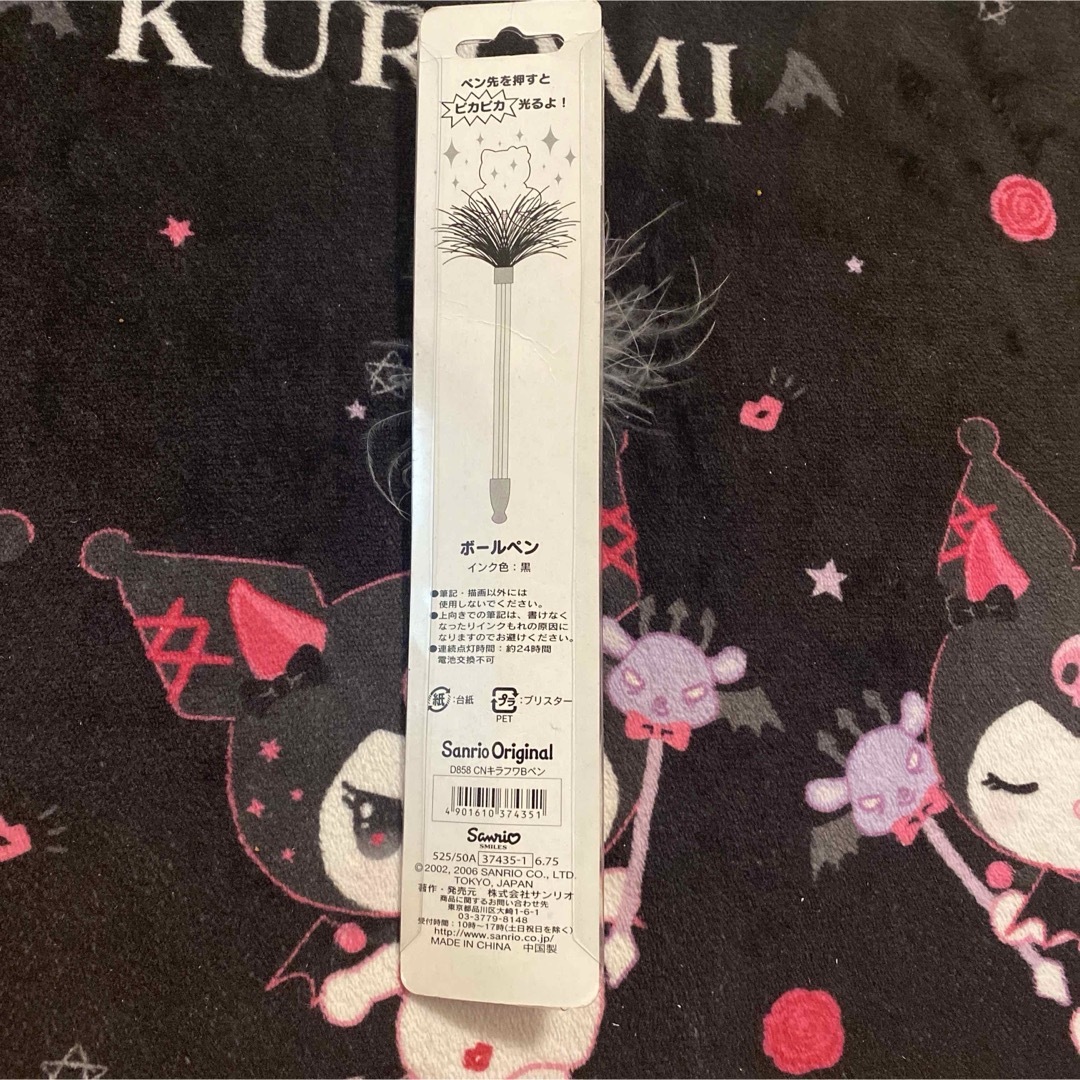 KUROMI
ペン先を押すと
ピカピカ 光るよ!
ボールペン
インク色:黒
●筆記・描画以外には
使用しないでください。
●上向きでの筆記は、書けなく
なったりインクもれの原因に
なりますのでお避けください。
●連続点灯時間:約24時間
電池交換不可
紙:台紙 プラ:ブリスター
PET
Sanrio Original
D858 CNキラフワBペン
4901610374351
Sanrio
SMILES
525/50A 37435-1 6.75
©2002, 2006 SANRIO CO., LTD.
TOKYO, JAPAN
著作・発売元 株式会社サンリオ
商品に関するお問い合わせ先
東京都品川区大崎1-6-1
03-3779-8148
受付時間:10時〜17時(土日祝日を除く)
http://www.sanrio.co.jp/
MADE IN CHINA 中国製